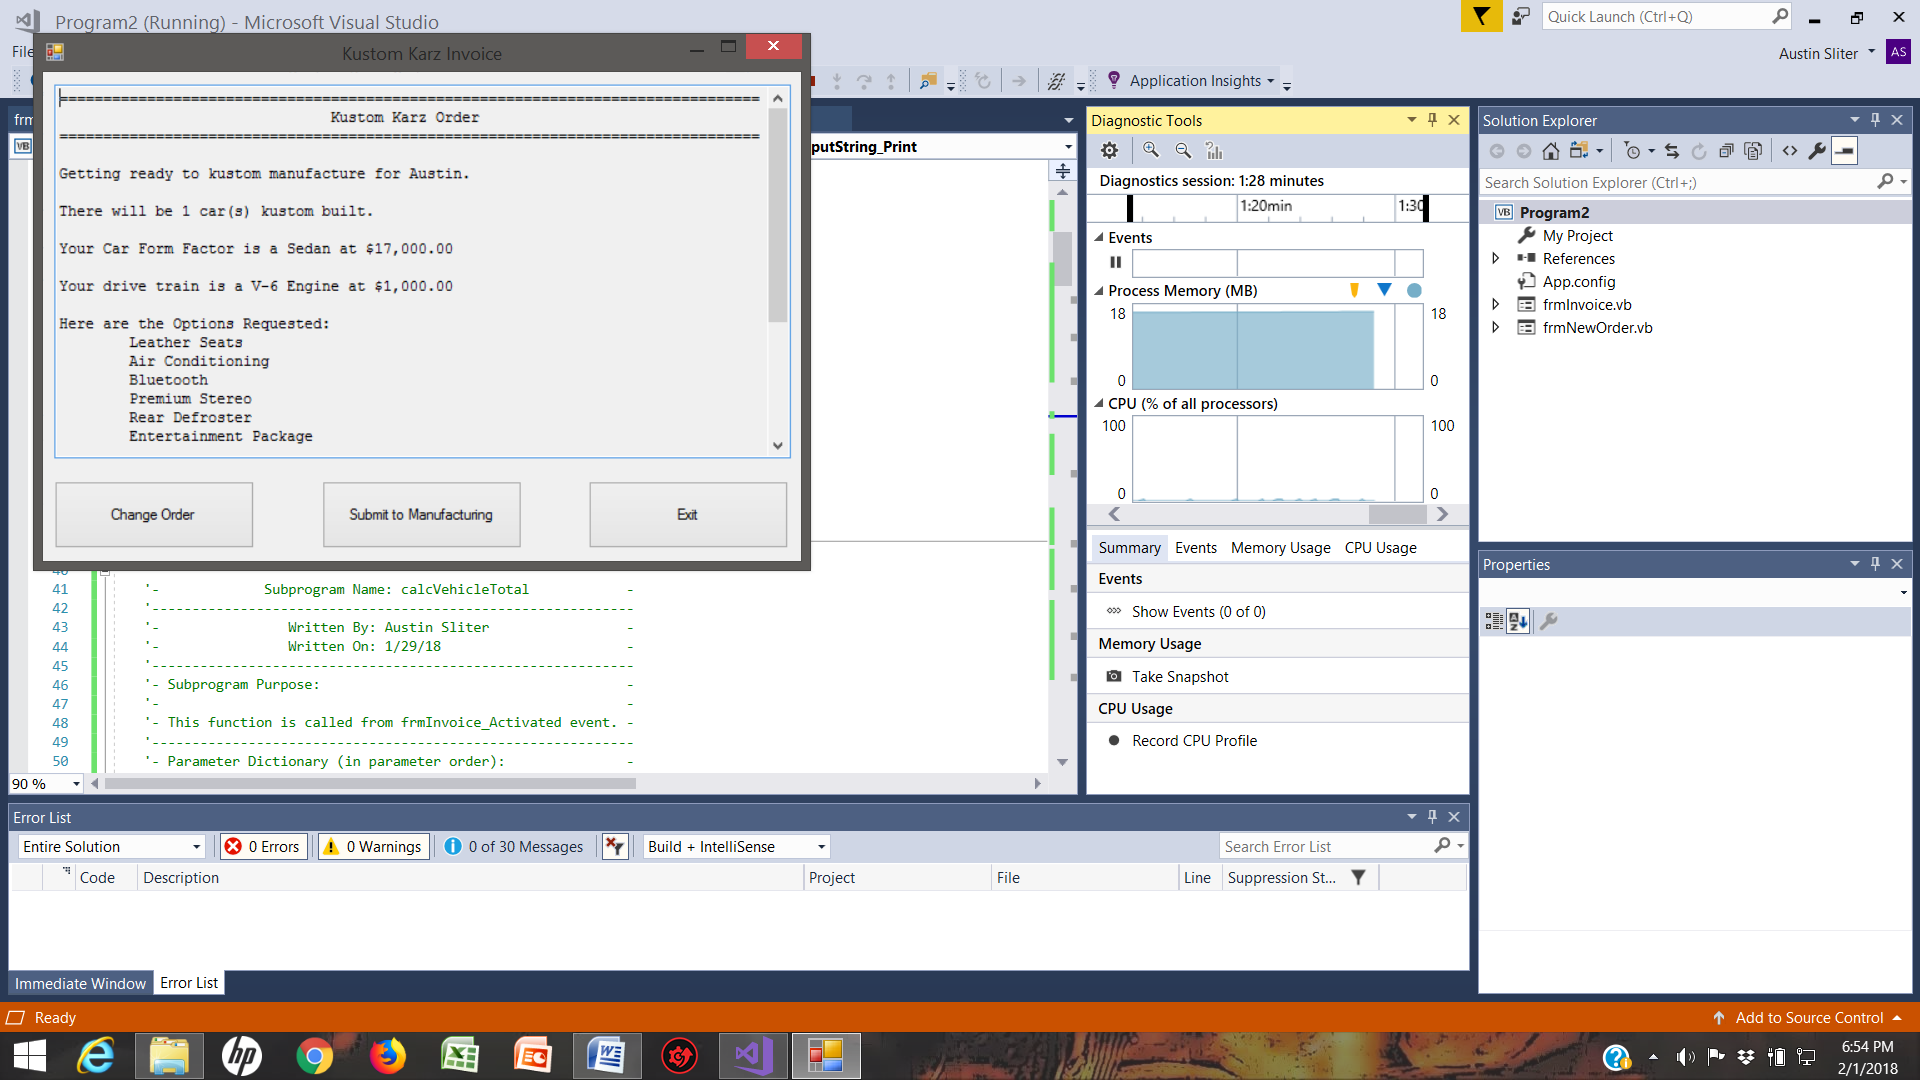 Program2 (Running) - Microsoft Visual Studio
Quick Launch (Ctrl+Q)
File
Austin Sliter
AS
Application Insights
Kustom Karz Invoice
================================================================================
Kustom Karz Order
================================================================================
Getting ready to kustom manufacture for Austin.
There will be 1 car(s) kustom built.
Your Car Form Factor is a Sedan at $17,000.00
Your drive train is a V-6 Engine at $1,000.00
Here are the Options Requested:
Leather Seats
Air Conditioning
Bluetooth
Premium Stereo
Rear Defroster
Entertainment Package
Change Order
Submit to Manufacturing
Exit
frm
VB
putString_Print
41 '- Subprogram Name: calcVehicleTotal -
42 '------------------------------------------------------------
43 '- Written By: Austin Sliter -
44 '- Written On: 1/29/18 -
45 '------------------------------------------------------------
46 '- Subprogram Purpose: -
47 '- -
48 '- This function is called from frmInvoice_Activated event. -
49 '------------------------------------------------------------
50 '- Parameter Dictionary (in parameter order): -
90 %
Diagnostic Tools
Diagnostics session: 1:28 minutes
1:20min
1:30
Events
Process Memory (MB)
18 18
0 0
CPU (% of all processors)
100 100
0 0
Summary Events Memory Usage CPU Usage
Events
Show Events (0 of 0)
Memory Usage
Take Snapshot
CPU Usage
Record CPU Profile
Solution Explorer
Search Solution Explorer (Ctrl+;)
VB Program2
My Project
References
App.config
frmInvoice.vb
frmNewOrder.vb
Properties
Error List
Entire Solution
0 Errors
0 Warnings
0 of 30 Messages
Build + IntelliSense
Search Error List
Code Description Project File Line Suppression St...
Immediate Window Error List
Ready
Add to Source Control
6:54 PM
2/1/2018